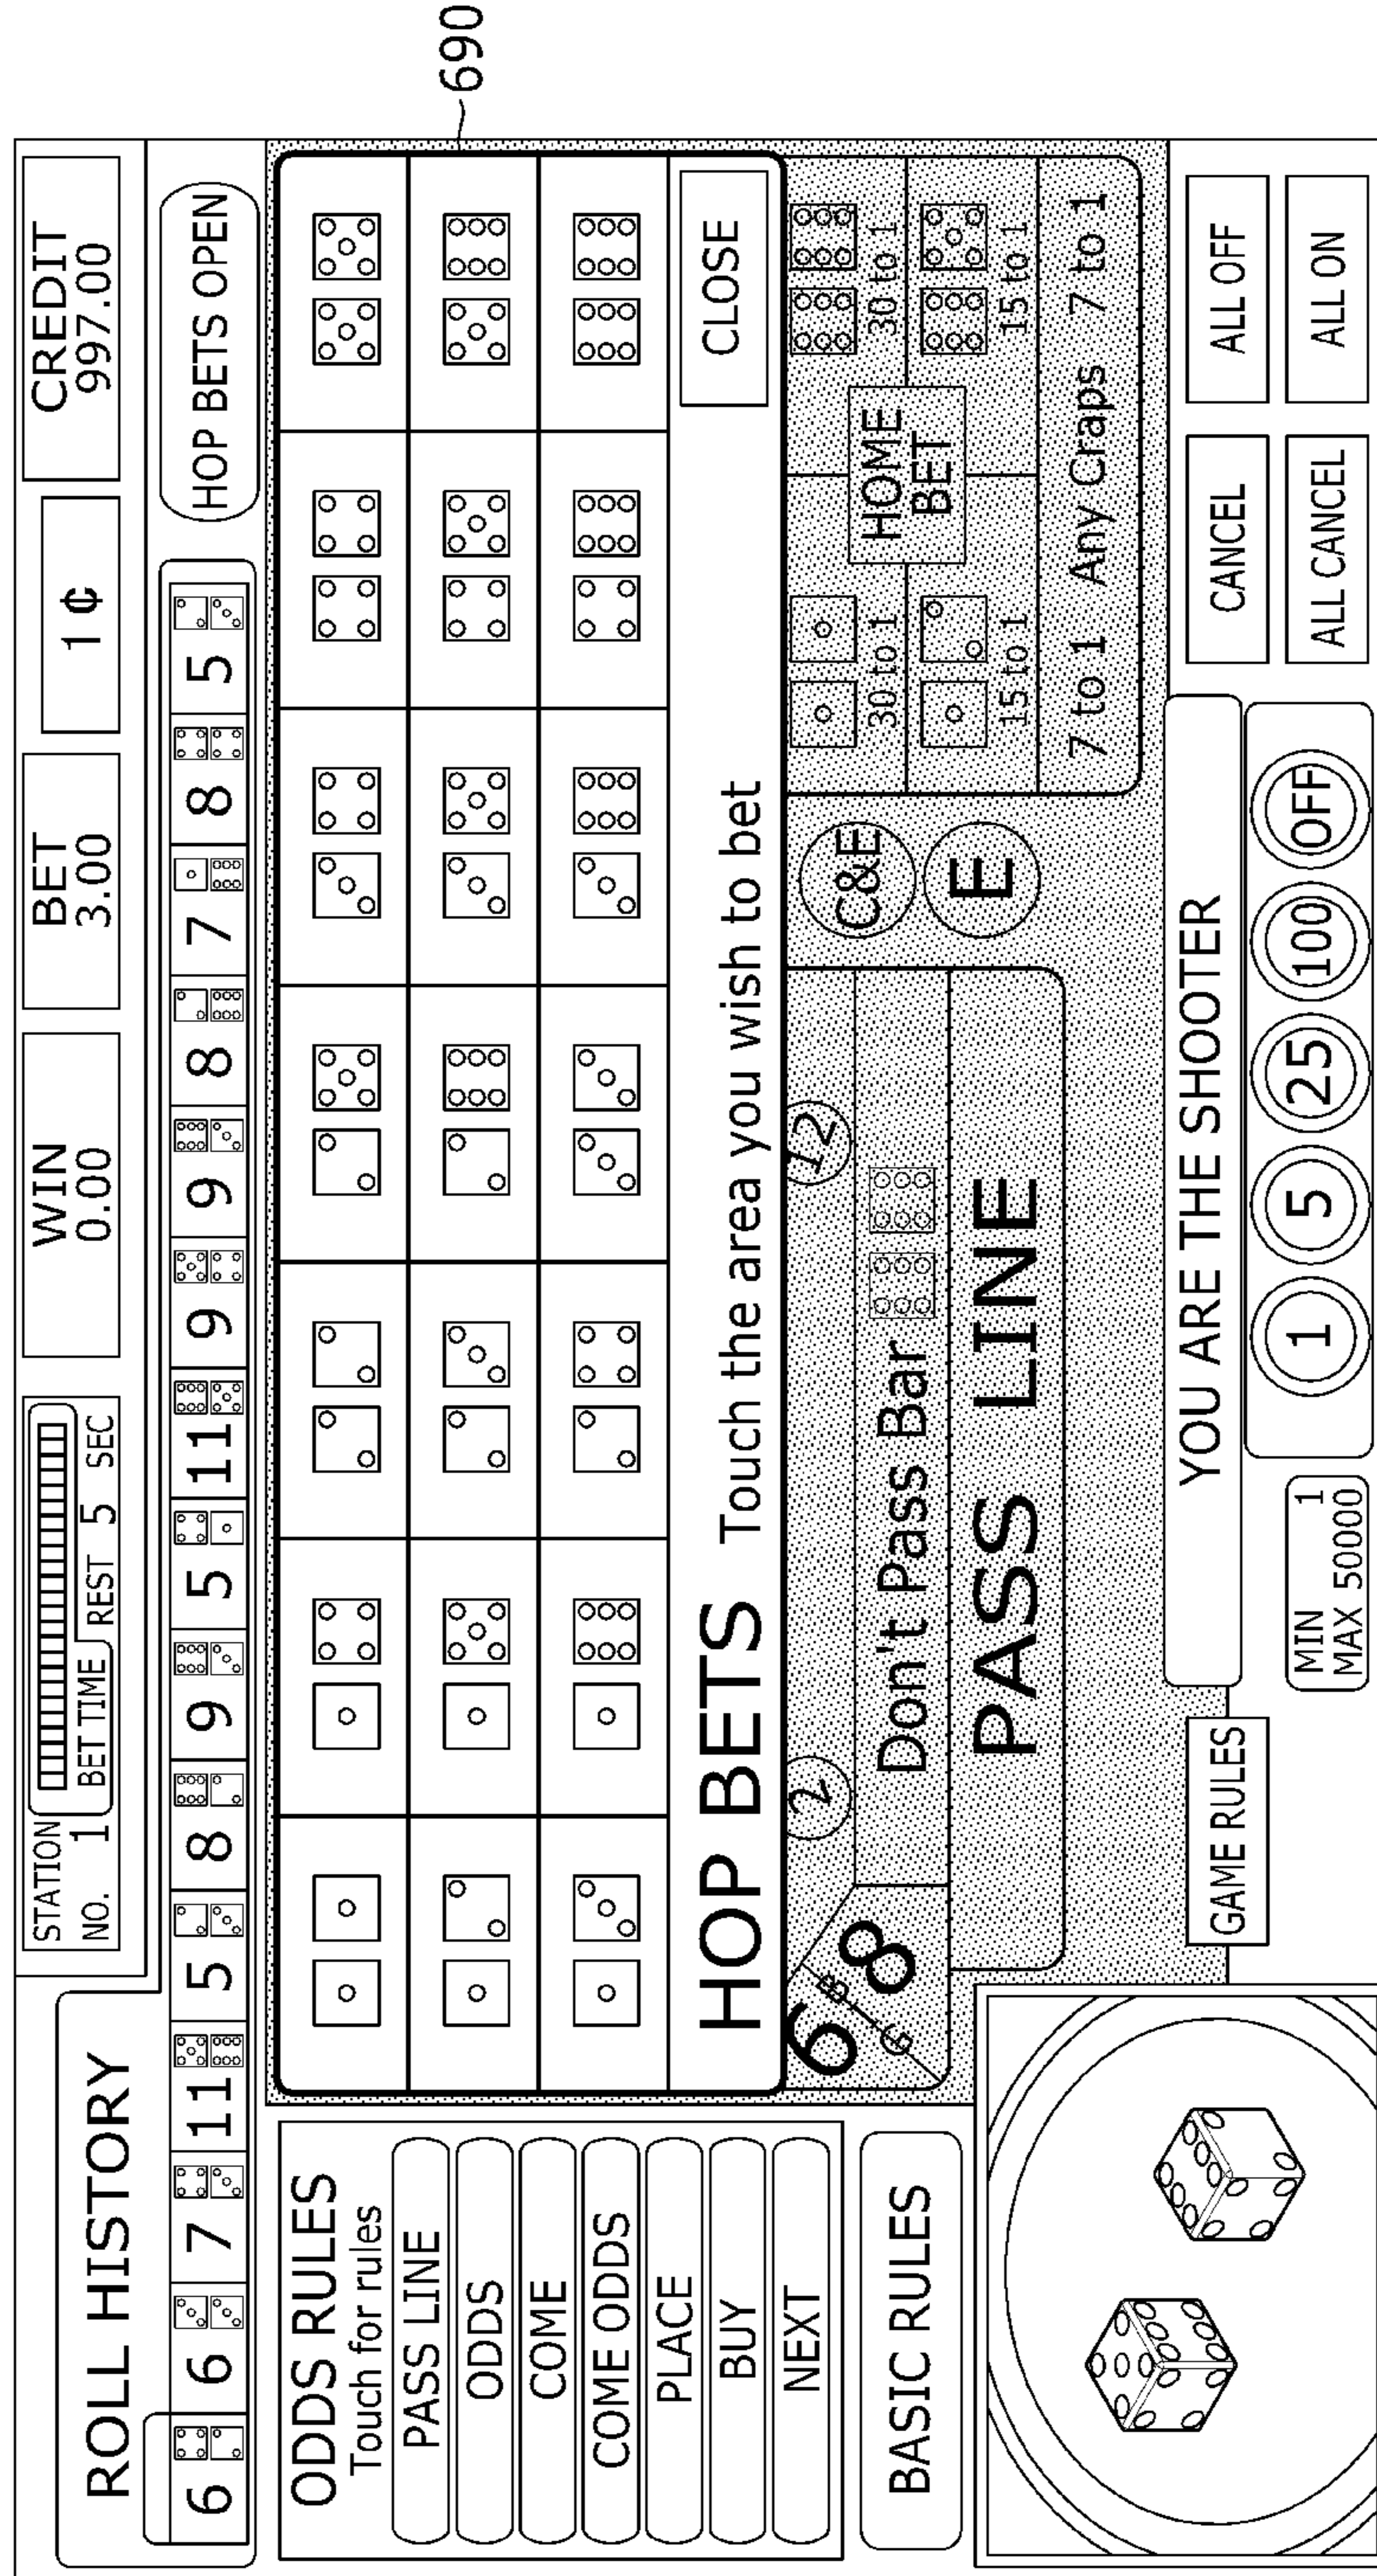 ROLL HISTORY
STATION
NO. 1
BET TIME
REST 5 SEC
WIN
0.00
BET
3.00
1 ¢
CREDIT
997.00
6 6 7 11 5 8 9 5 11 9 9 8 7 8 5
HOP BETS OPEN
690
ODDS RULES
Touch for rules
PASS LINE
ODDS
COME
COME ODDS
PLACE
BUY
NEXT
BASIC RULES
HOP BETS Touch the area you wish to bet
CLOSE
6 8
B
G
2
12
Don't Pass Bar
PASS LINE
C&E
E
30 to 1
30 to 1
HOME
BET
15 to 1
15 to 1
7 to 1 Any Craps 7 to 1
GAME RULES
YOU ARE THE SHOOTER
MIN 1
MAX 50000
1 5 25 100 OFF
CANCEL
ALL OFF
ALL CANCEL
ALL ON